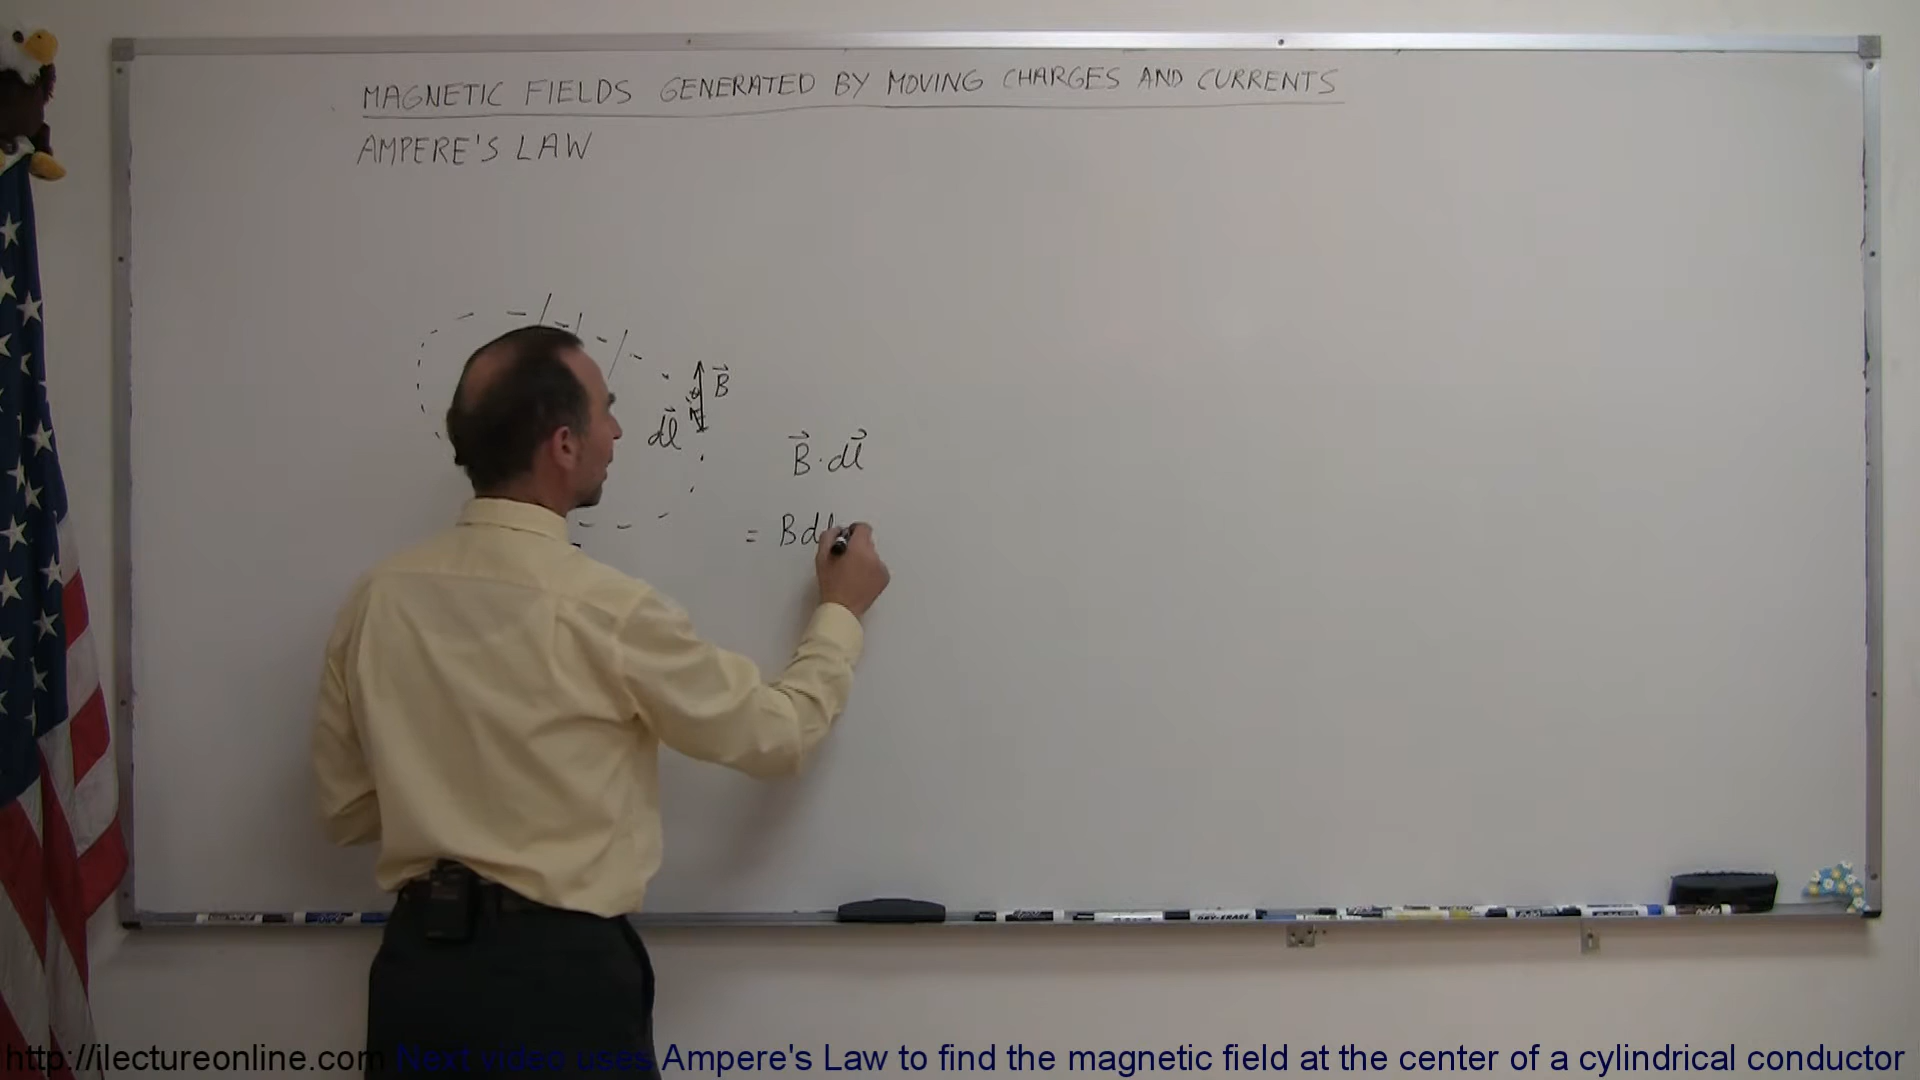 MAGNETIC FIELDS GENERATED BY MOVING CHARGES AND CURRENTS
AMPERE'S LAW
B⃗
dl⃗
B⃗ · dl⃗
= B dl
http://ilectureonline.com Next video uses Ampere's Law to find the magnetic field at the center of a cylindrical conductor